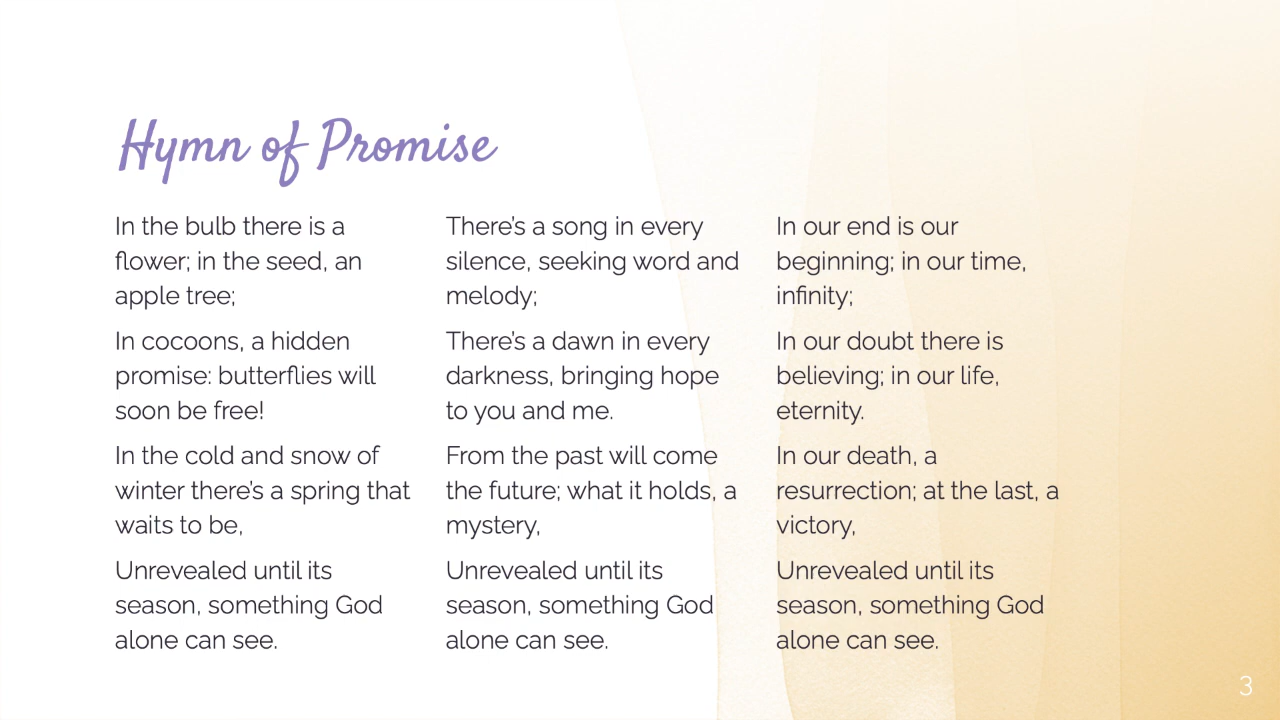 Hymn of Promise
In the bulb there is a
flower; in the seed, an
apple tree;
In cocoons, a hidden
promise: butterflies will
soon be free!
In the cold and snow of
winter there's a spring that
waits to be,
Unrevealed until its
season, something God
alone can see.
There's a song in every
silence, seeking word and
melody;
There's a dawn in every
darkness, bringing hope
to you and me.
From the past will come
the future; what it holds, a
mystery,
Unrevealed until its
season, something God
alone can see.
In our end is our
beginning; in our time,
infinity;
In our doubt there is
believing; in our life,
eternity.
In our death, a
resurrection; at the last, a
victory,
Unrevealed until its
season, something God
alone can see.
3